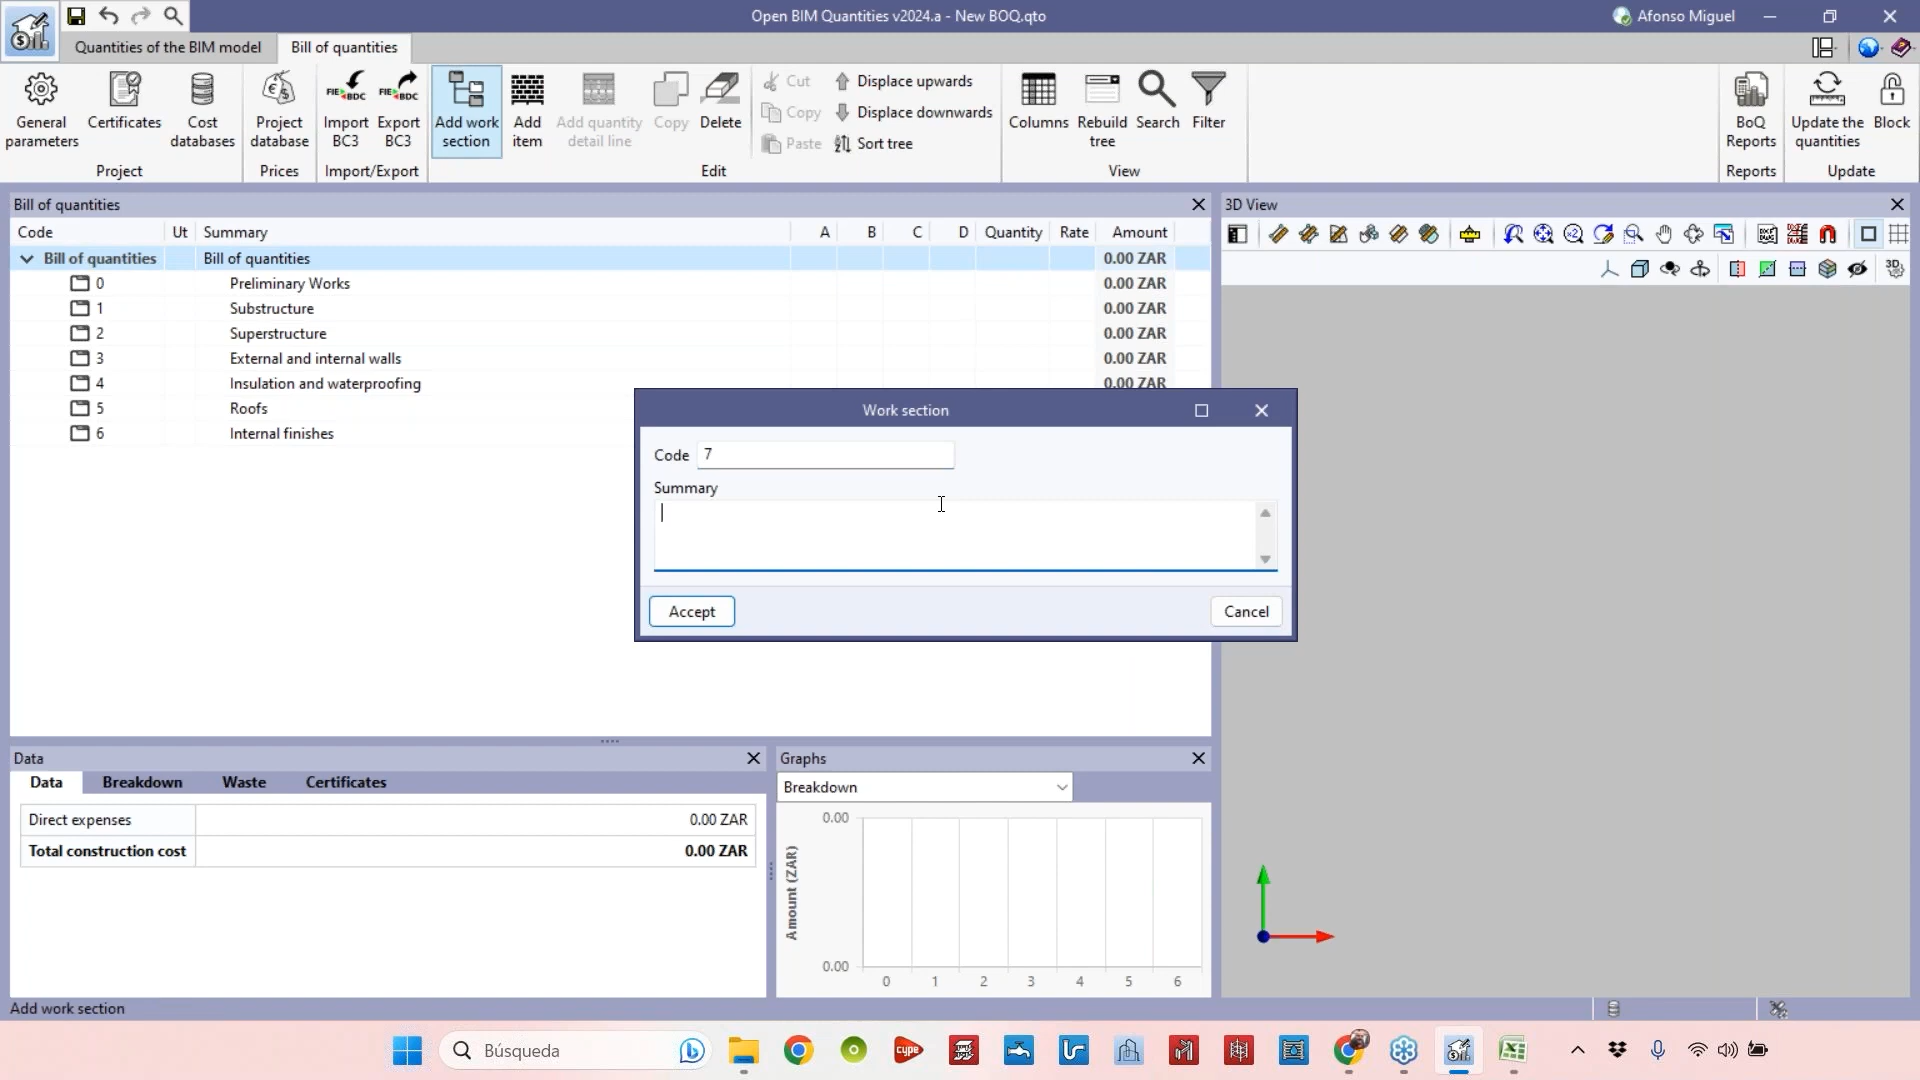 Open BIM Quantities v2024.a - New BOQ.qto
Afonso Miguel
Quantities of the BIM model
Bill of quantities
General parameters
Certificates
Cost databases
Project
Project database
Prices
FIE BDC
Import BC3
FIE BDC
Export BC3
Import/Export
Add work section
Add item
Add quantity detail line
Copy
Delete
Cut
Copy
Paste
Displace upwards
Displace downwards
Sort tree
Edit
Columns
Rebuild tree
Search
Filter
View
BoQ Reports
Reports
Update the quantities
Block
Update
Bill of quantities
3D View
Code Ut Summary A B C D Quantity Rate Amount
Bill of quantities Bill of quantities 0.00 ZAR
0 Preliminary Works 0.00 ZAR
1 Substructure 0.00 ZAR
2 Superstructure 0.00 ZAR
3 External and internal walls 0.00 ZAR
4 Insulation and waterproofing 0.00 ZAR
5 Roofs
6 Internal finishes
Work section
Code 7
Summary
Accept
Cancel
Data
Data Breakdown Waste Certificates
Direct expenses 0.00 ZAR
Total construction cost 0.00 ZAR
Graphs
Breakdown
0.00
Amount (ZAR)
0.00
0 1 2 3 4 5 6
Add work section
Búsqueda
cype